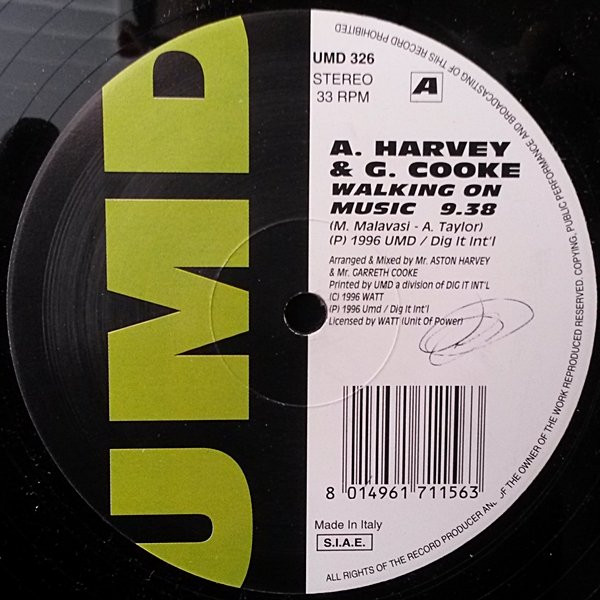 UMD
UMD 326
STEREO
33 RPM
A
A. HARVEY
& G. COOKE
WALKING ON
MUSIC 9.38
(M. Malavasi - A. Taylor)
(P) 1996 UMD / Dig It Int'l
Arranged & Mixed by Mr. ASTON HARVEY
& Mr. GARRETH COOKE
Printed by UMD a division of DIG IT INT'L
(C) 1996 WATT
(P) 1996 Umd / Dig It Int'l
Licensed by WATT (Unit Of Power)
8 014961 711563
Made In Italy
S.I.A.E.
ALL RIGHTS OF THE RECORD PRODUCER AND OF THE OWNER OF THE WORK REPRODUCED RESERVED. COPYING, PUBLIC PERFORMANCE AND BROADCASTING OF THIS RECORD PROHIBITED